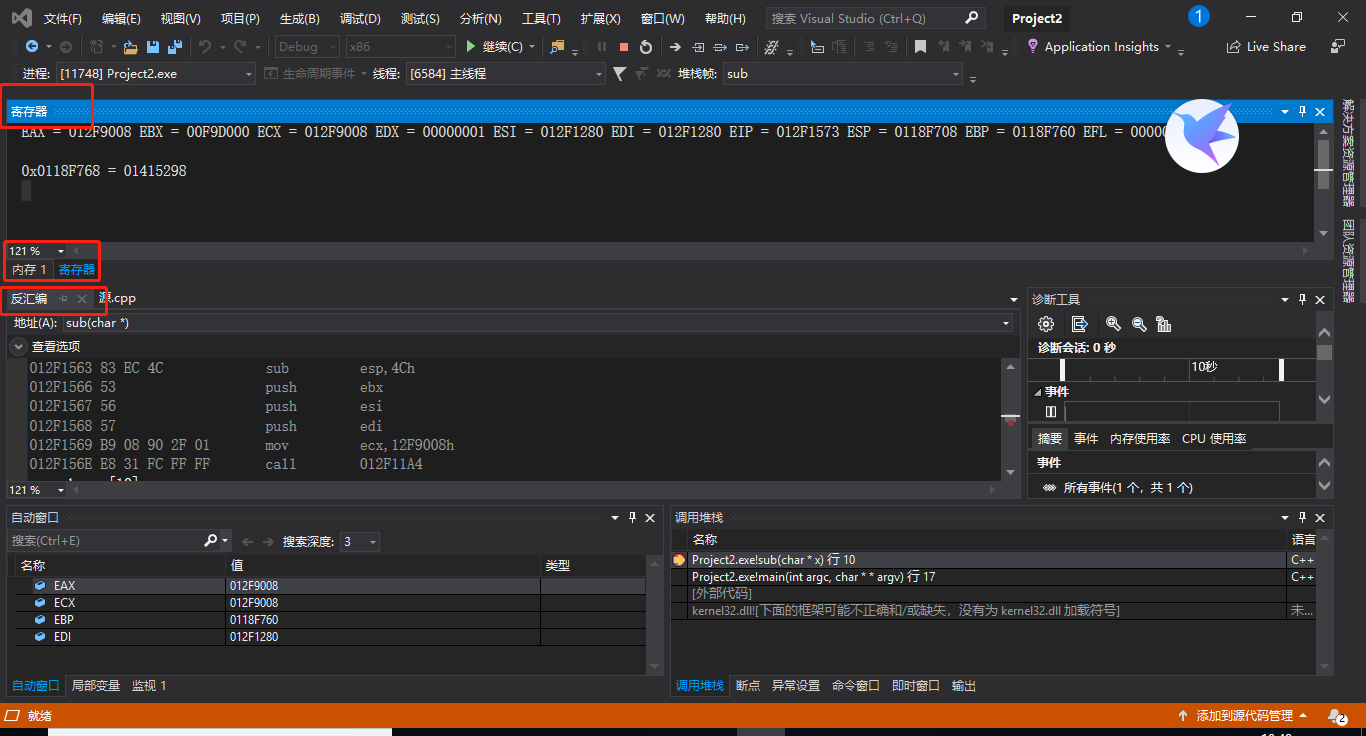 文件(F) 编辑(E) 视图(V) 项目(P) 生成(B) 调试(D) 测试(S) 分析(N) 工具(T) 扩展(X) 窗口(W) 帮助(H) 搜索 Visual Studio (Ctrl+Q) Project2 1
Debug x86 继续(C) Application Insights Live Share
进程: [11748] Project2.exe 生命周期事件 线程: [6584] 主线程 堆栈帧: sub
寄存器
EAX = 012F9008 EBX = 00F9D000 ECX = 012F9008 EDX = 00000001 ESI = 012F1280 EDI = 012F1280 EIP = 012F1573 ESP = 0118F708 EBP = 0118F760 EFL = 00000
0x0118F768 = 01415298
121 %
内存 1 寄存器
解决方案资源管理器
团队资源管理器
反汇编 源.cpp
地址(A): sub(char *)
查看选项
012F1563 83 EC 4C sub esp,4Ch
012F1566 53 push ebx
012F1567 56 push esi
012F1568 57 push edi
012F1569 B9 08 90 2F 01 mov ecx,12F9008h
012F156E E8 31 FC FF FF call 012F11A4
121 %
诊断工具
诊断会话: 0 秒
10秒
事件
摘要 事件 内存使用率 CPU 使用率
事件
所有事件(1 个，共 1 个)
自动窗口
搜索(Ctrl+E) 搜索深度: 3
名称 值 类型
EAX 012F9008
ECX 012F9008
EBP 0118F760
EDI 012F1280
自动窗口 局部变量 监视 1
调用堆栈
名称 语言
Project2.exe!sub(char * x) 行 10 C++
Project2.exe!main(int argc, char * * argv) 行 17 C++
[外部代码]
kernel32.dll![下面的框架可能不正确和/或缺失，没有为 kernel32.dll 加载符号] 未...
调用堆栈 断点 异常设置 命令窗口 即时窗口 输出
就绪 添加到源代码管理 2